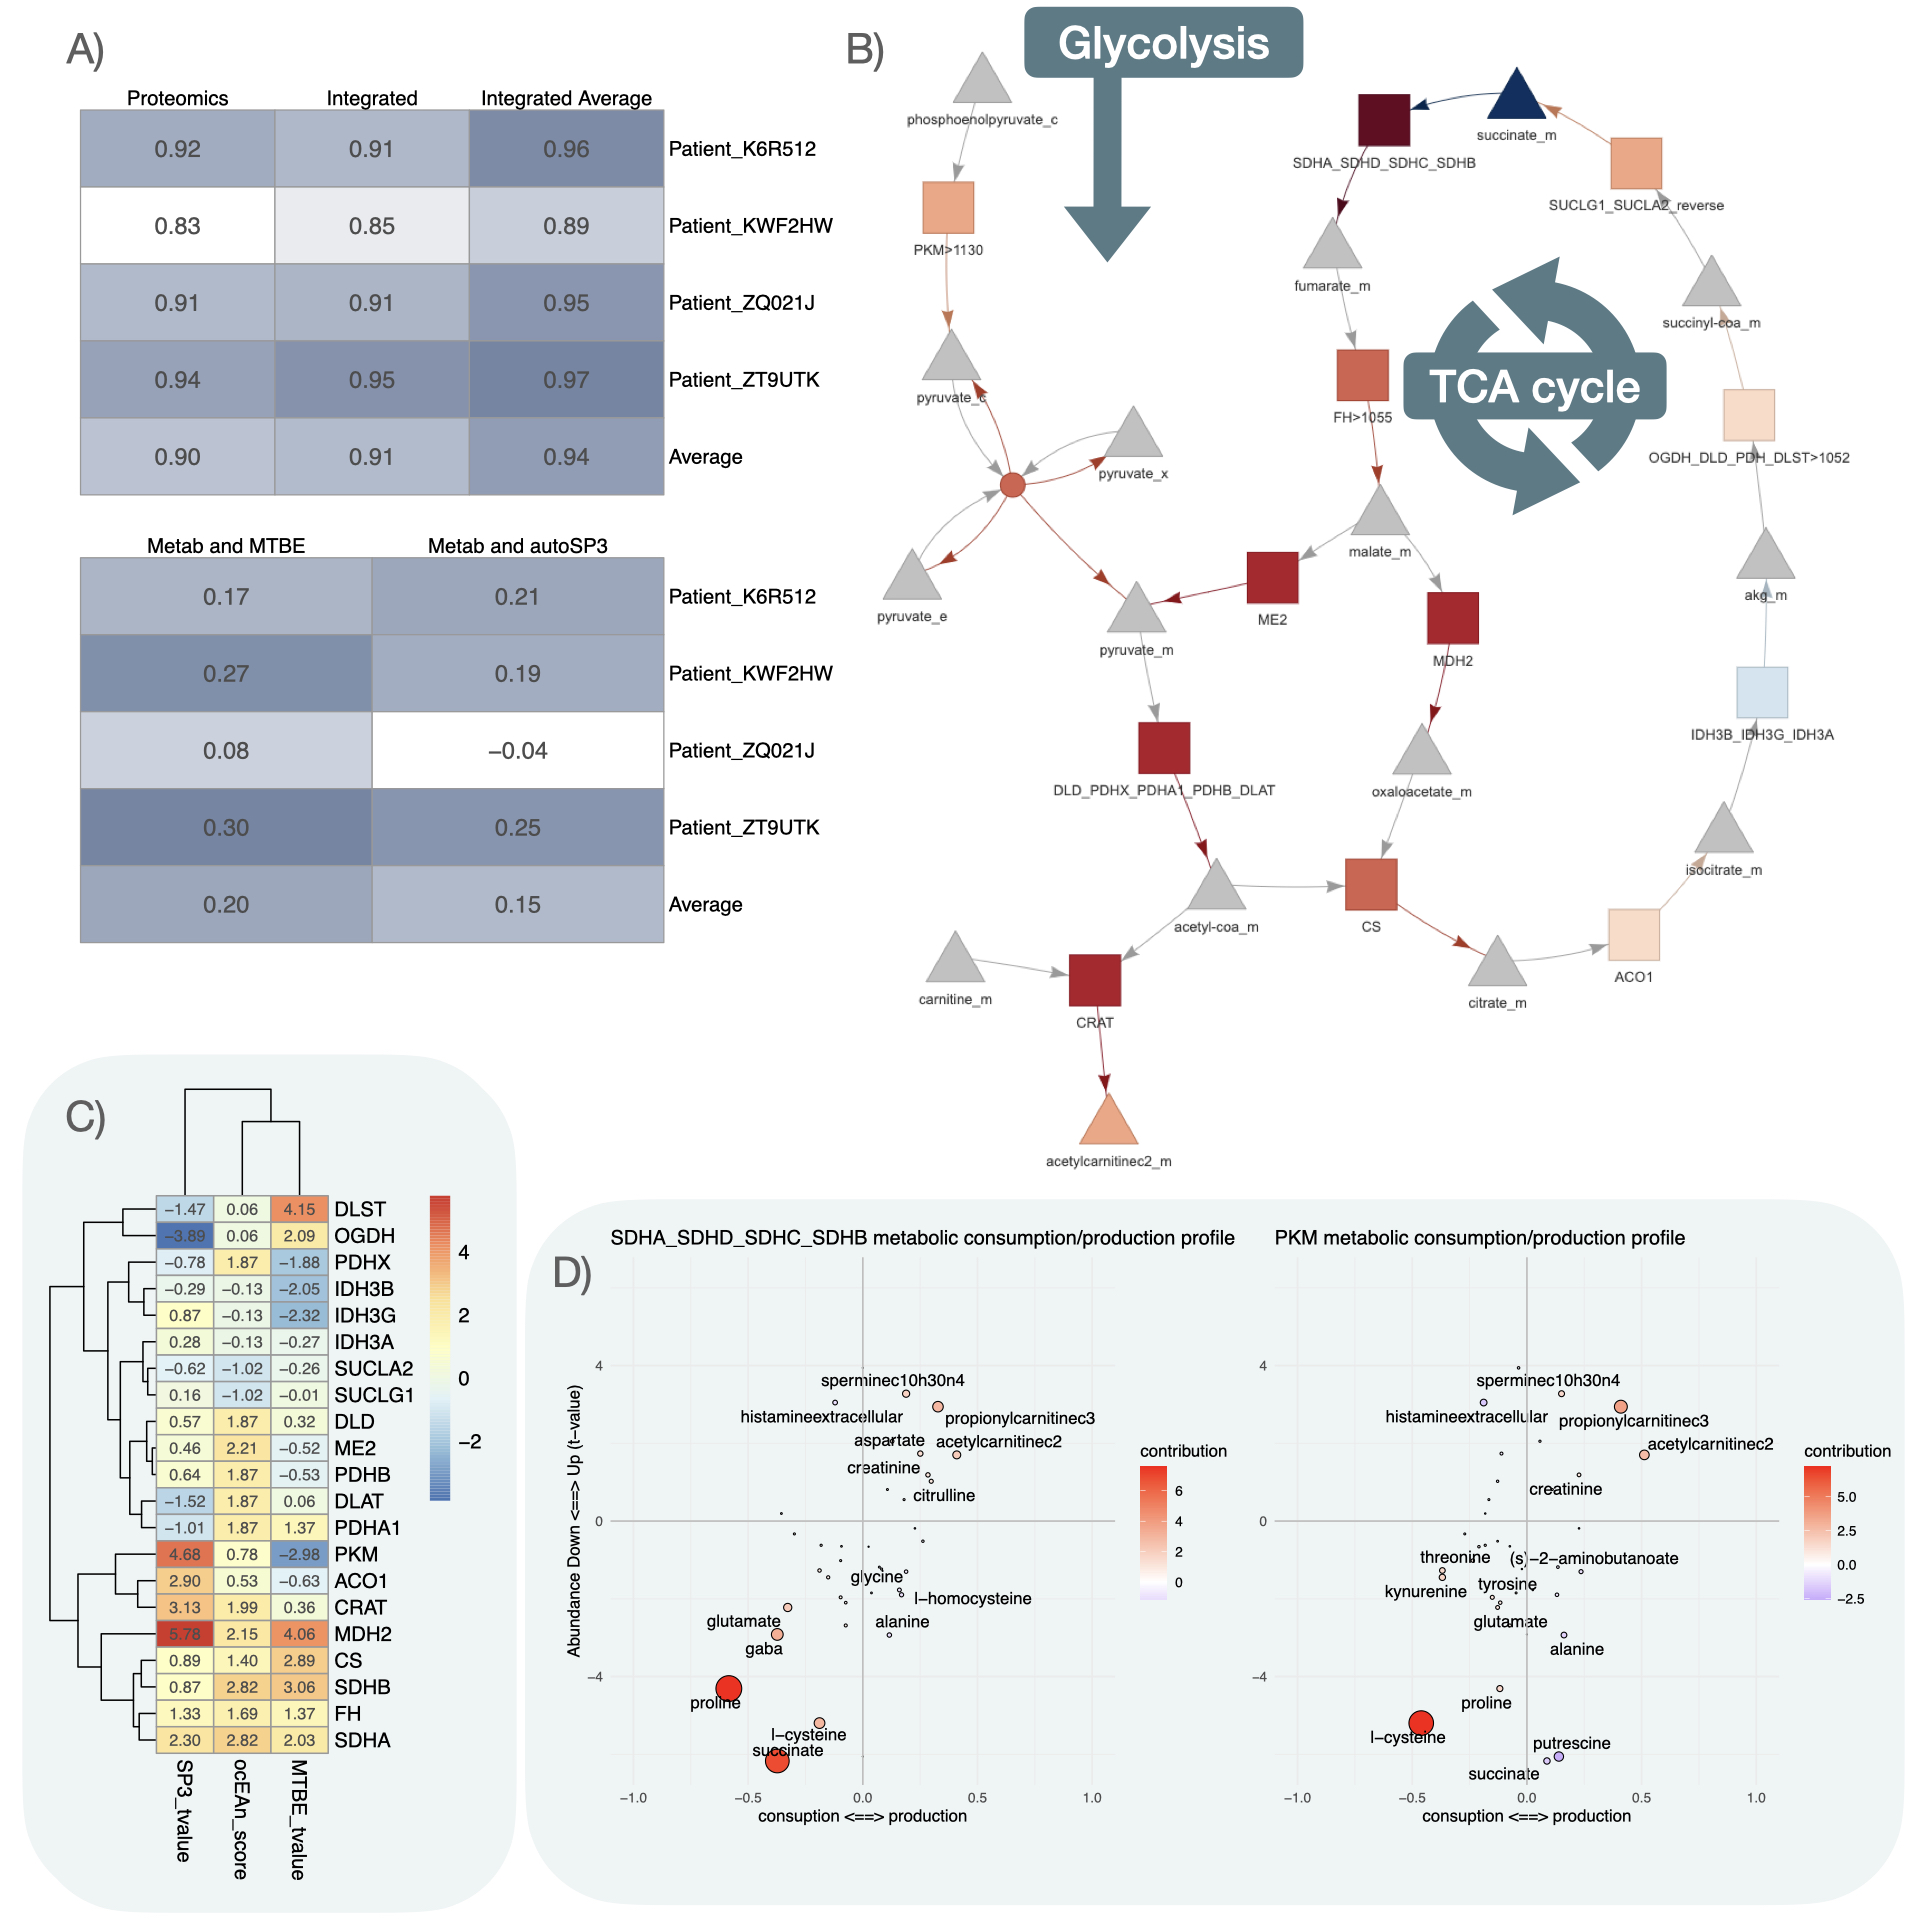 A)
Proteomics Integrated Integrated Average
0.92 0.91 0.96 Patient_K6R512
0.83 0.85 0.89 Patient_KWF2HW
0.91 0.91 0.95 Patient_ZQ021J
0.94 0.95 0.97 Patient_ZT9UTK
0.90 0.91 0.94 Average
Metab and MTBE Metab and autoSP3
0.17 0.21 Patient_K6R512
0.27 0.19 Patient_KWF2HW
0.08 −0.04 Patient_ZQ021J
0.30 0.25 Patient_ZT9UTK
0.20 0.15 Average
B)
Glycolysis
phosphoenolpyruvate_c
PKM>1130
pyruvate_c
pyruvate_x
pyruvate_e
pyruvate_m
ME2
DLD_PDHX_PDHA1_PDHB_DLAT
acetyl-coa_m
carnitine_m
CRAT
acetylcarnitinec2_m
succinate_m
SDHA_SDHD_SDHC_SDHB
SUCLG1_SUCLA2_reverse
fumarate_m
succinyl-coa_m
TCA cycle
FH>1055
OGDH_DLD_PDH_DLST>1052
malate_m
akg_m
MDH2
IDH3B_IDH3G_IDH3A
oxaloacetate_m
isocitrate_m
CS
ACO1
citrate_m
C)
−1.47 0.06 4.15 DLST
−3.89 0.06 2.09 OGDH
−0.78 1.87 −1.88 PDHX
−0.29 −0.13 −2.05 IDH3B
0.87 −0.13 −2.32 IDH3G
0.28 −0.13 −0.27 IDH3A
−0.62 −1.02 −0.26 SUCLA2
0.16 −1.02 −0.01 SUCLG1
0.57 1.87 0.32 DLD
0.46 2.21 −0.52 ME2
0.64 1.87 −0.53 PDHB
−1.52 1.87 0.06 DLAT
−1.01 1.87 1.37 PDHA1
4.68 0.78 −2.98 PKM
2.90 0.53 −0.63 ACO1
3.13 1.99 0.36 CRAT
5.78 2.15 4.06 MDH2
0.89 1.40 2.89 CS
0.87 2.82 3.06 SDHB
1.33 1.69 1.37 FH
2.30 2.82 2.03 SDHA
SP3_tvalue
ocEAn_score
MTBE_tvalue
4
2
0
−2
D)
SDHA_SDHD_SDHC_SDHB metabolic consumption/production profile
Abundance Down <==> Up (t−value)
4
0
−4
sperminec10h30n4
histamineextracellular
propionylcarnitinec3
aspartate
acetylcarnitinec2
creatinine
citrulline
glycine
l−homocysteine
glutamate
alanine
gaba
proline
l−cysteine
succinate
−1.0 −0.5 0.0 0.5 1.0
consuption <==> production
contribution
6
4
2
0
PKM metabolic consumption/production profile
4
0
−4
sperminec10h30n4
histamineextracellular
propionylcarnitinec3
acetylcarnitinec2
creatinine
threonine
(s)−2−aminobutanoate
kynurenine
tyrosine
glutamate
alanine
proline
l−cysteine
putrescine
succinate
−1.0 −0.5 0.0 0.5 1.0
consuption <==> production
contribution
5.0
2.5
0.0
−2.5